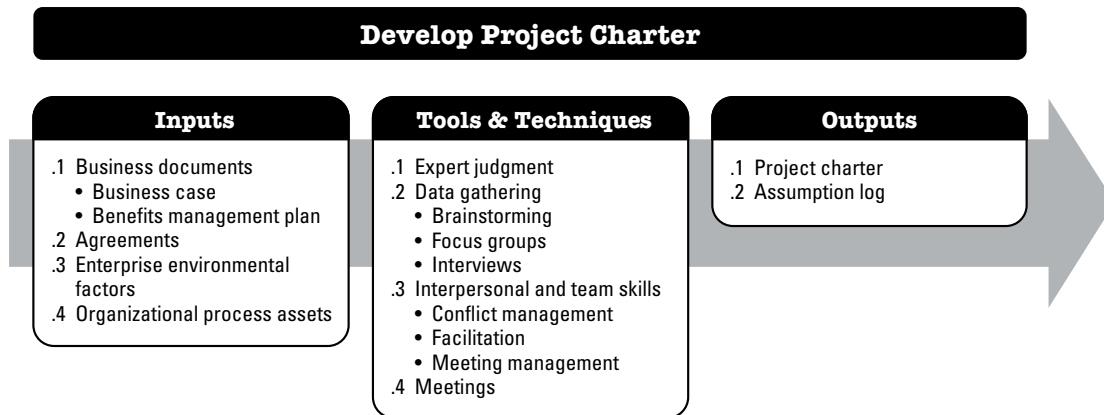 Develop Project Charter
Inputs
.1 Business documents
• Business case
• Benefits management plan
.2 Agreements
.3 Enterprise environmental
factors
.4 Organizational process assets
Tools & Techniques
.1 Expert judgment
.2 Data gathering
• Brainstorming
• Focus groups
• Interviews
.3 Interpersonal and team skills
• Conflict management
• Facilitation
• Meeting management
.4 Meetings
Outputs
.1 Project charter
.2 Assumption log